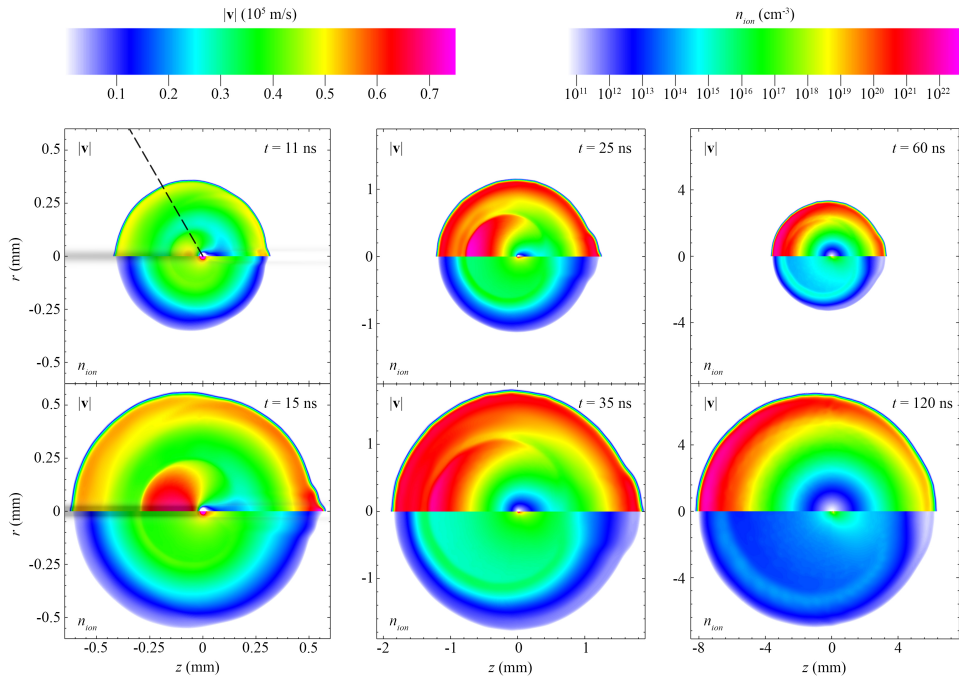 |v| (10⁵ m/s)
0.1 0.2 0.3 0.4 0.5 0.6 0.7
n_ion (cm⁻³)
10¹¹ 10¹² 10¹³ 10¹⁴ 10¹⁵ 10¹⁶ 10¹⁷ 10¹⁸ 10¹⁹ 10²⁰ 10²¹ 10²²
|v| t = 11 ns
0.5
0.25
0
-0.25
-0.5
r (mm)
n_ion
|v| t = 25 ns
1
0
-1
n_ion
|v| t = 60 ns
4
0
-4
n_ion
|v| t = 15 ns
0.5
0.25
0
-0.25
-0.5
r (mm)
n_ion
-0.5 -0.25 0 0.25 0.5
z (mm)
|v| t = 35 ns
1
0
-1
n_ion
-2 -1 0 1
z (mm)
|v| t = 120 ns
4
0
-4
n_ion
-8 -4 0 4
z (mm)